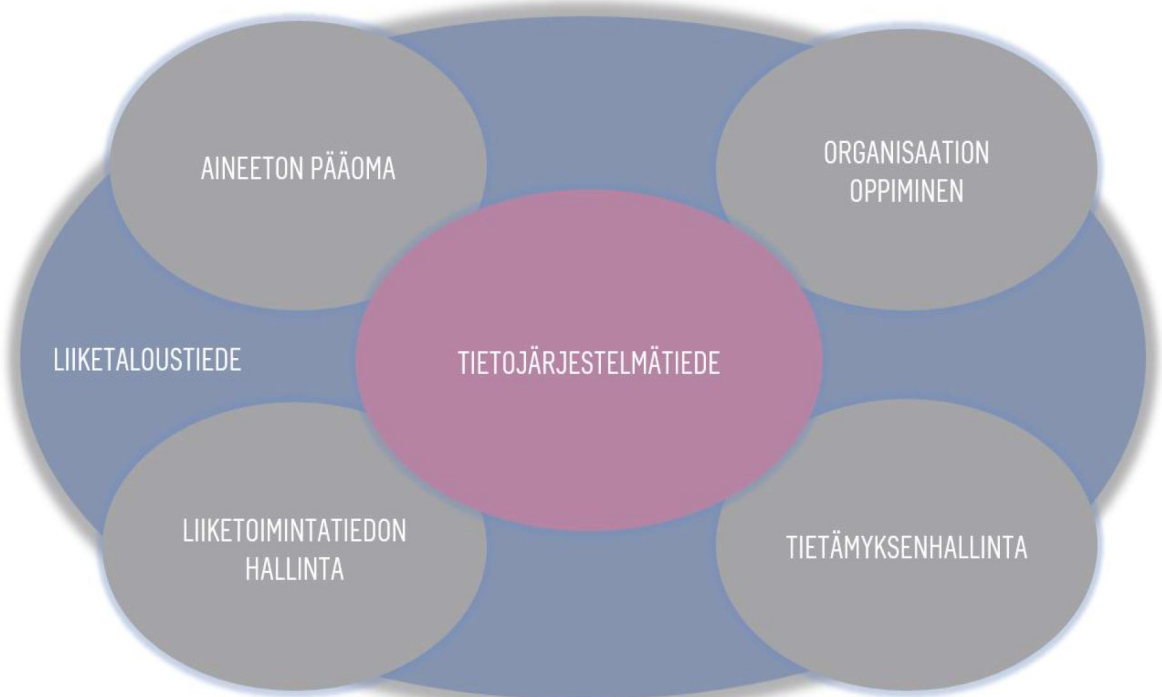 AINEETON PÄÄOMA
ORGANISAATION
OPPIMINEN
LIIKETALOUSTIEDE
TIETOJÄRJESTELMÄTIEDE
LIIKETOIMINTATIEDON
HALLINTA
TIETÄMYKSENHALLINTA